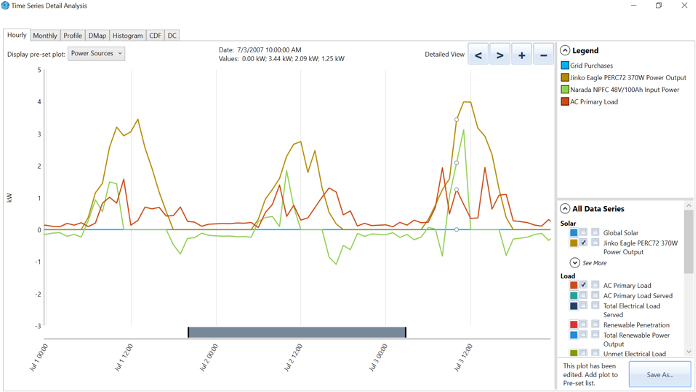 Time Series Detail Analysis
Hourly Monthly Profile DMap Histogram CDF DC
Display pre-set plot: Power Sources
Date: 7/3/2007 10:00:00 AM
Values: 0.00 kW; 3.44 kW; 2.09 kW; 1.25 kW
Detailed View < > + −
5
4
3
2
1
0
-1
-2
-3
kW
Jul 1 00:00
Jul 1 12:00
Jul 2 00:00
Jul 2 12:00
Jul 3 00:00
Jul 3 12:00
Legend
Grid Purchases
Jinko Eagle PERC72 370W Power Output
Narada NPFC 48V/100Ah Input Power
AC Primary Load
All Data Series
Solar
Global Solar
Jinko Eagle PERC72 370W
Power Output
See More
Load
AC Primary Load
AC Primary Load Served
Total Electrical Load
Served
Renewable Penetration
Total Renewable Power
Output
Unmet Electrical Load
This plot has been
edited. Add plot to
Pre-set list.
Save As...